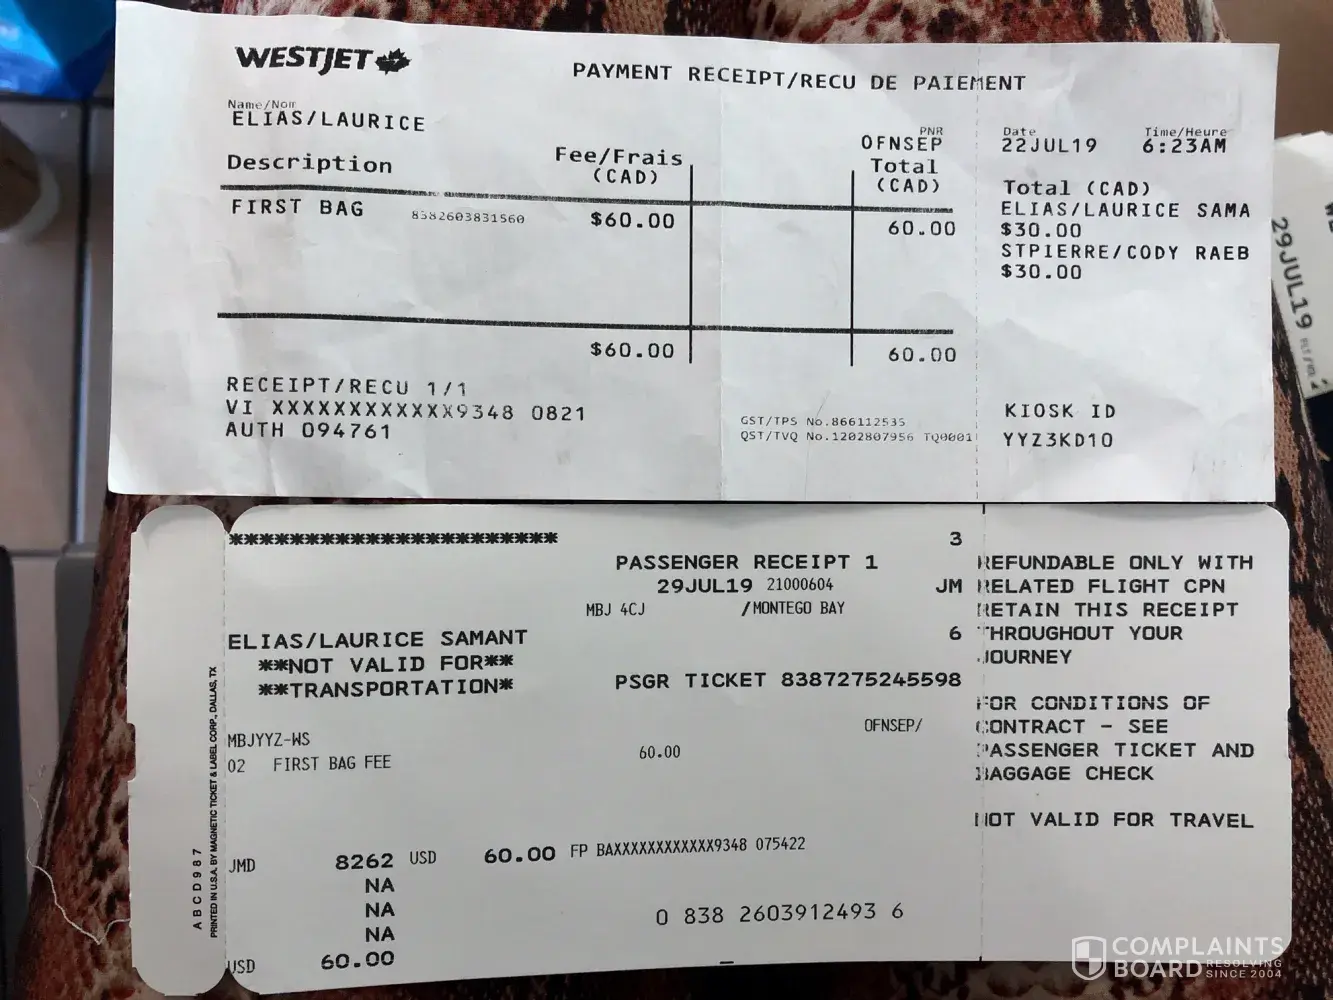 WESTJET
PAYMENT RECEIPT/RECU DE PAIEMENT
Name/Nom
ELIAS/LAURICE
PNR
OFNSEP
Date
22JUL19
Time/Heure
6:23AM
Description
Fee/Frais
(CAD)
Total
(CAD)
FIRST BAG 8382603831560 $60.00 60.00
$60.00 60.00
Total (CAD)
ELIAS/LAURICE SAMA
$30.00
STPIERRE/CODY RAEB
$30.00
RECEIPT/RECU 1/1
VI XXXXXXXXXXXX9348 0821
AUTH 094761
GST/TPS No.866112535
QST/TVQ No.1202807956 TQ0001
KIOSK ID
YYZ3KD10
29JUL19
**********************
3
PASSENGER RECEIPT 1
29JUL19 21000604 JM
MBJ 4CJ /MONTEGO BAY
6
ELIAS/LAURICE SAMANT
**NOT VALID FOR**
**TRANSPORTATION*
PSGR TICKET 8387275245598
OFNSEP/
MBJYYZ-WS
02 FIRST BAG FEE 60.00
JMD 8262 USD 60.00 FP BAXXXXXXXXXXXX9348 075422
NA
NA
NA
USD 60.00
0 838 2603912493 6
REFUNDABLE ONLY WITH
RELATED FLIGHT CPN
RETAIN THIS RECEIPT
THROUGHOUT YOUR
JOURNEY
FOR CONDITIONS OF
CONTRACT - SEE
PASSENGER TICKET AND
BAGGAGE CHECK
NOT VALID FOR TRAVEL
ABCD987
PRINTED IN U.S.A. BY MAGNETIC TICKET & LABEL CORP., DALLAS, TX
COMPLAINTS
BOARD RESOLVING
SINCE 2004